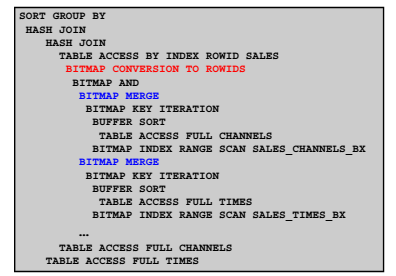 SORT GROUP BY
HASH JOIN
HASH JOIN
TABLE ACCESS BY INDEX ROWID SALES
BITMAP CONVERSION TO ROWIDS
BITMAP AND
BITMAP MERGE
BITMAP KEY ITERATION
BUFFER SORT
TABLE ACCESS FULL CHANNELS
BITMAP INDEX RANGE SCAN SALES_CHANNELS_BX
BITMAP MERGE
BITMAP KEY ITERATION
BUFFER SORT
TABLE ACCESS FULL TIMES
BITMAP INDEX RANGE SCAN SALES_TIMES_BX
…
TABLE ACCESS FULL CHANNELS
TABLE ACCESS FULL TIMES